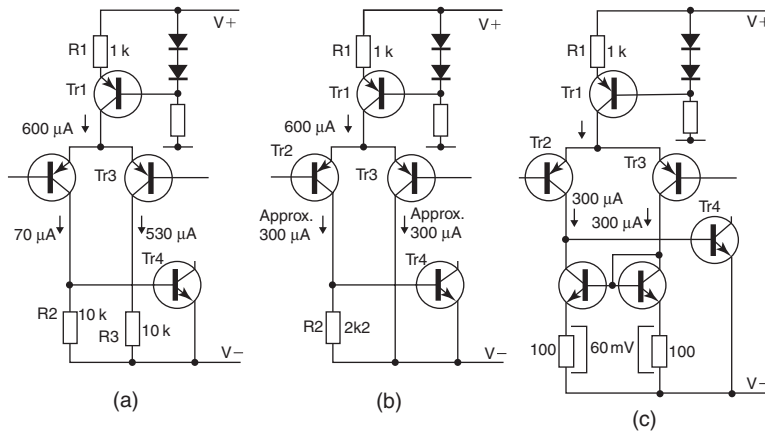 V+
R1
1 k
Tr1
600 µA
Tr3
70 µA
530 µA
Tr4
R2
10 k
R3
10 k
V−
(a)
V+
R1
1 k
Tr1
600 µA
Tr2
Tr3
Approx.
300 µA
Approx.
300 µA
Tr4
R2
2k2
V−
(b)
V+
R1
1 k
Tr1
Tr2
Tr3
300 µA
300 µA
Tr4
100
60 mV
100
V−
(c)